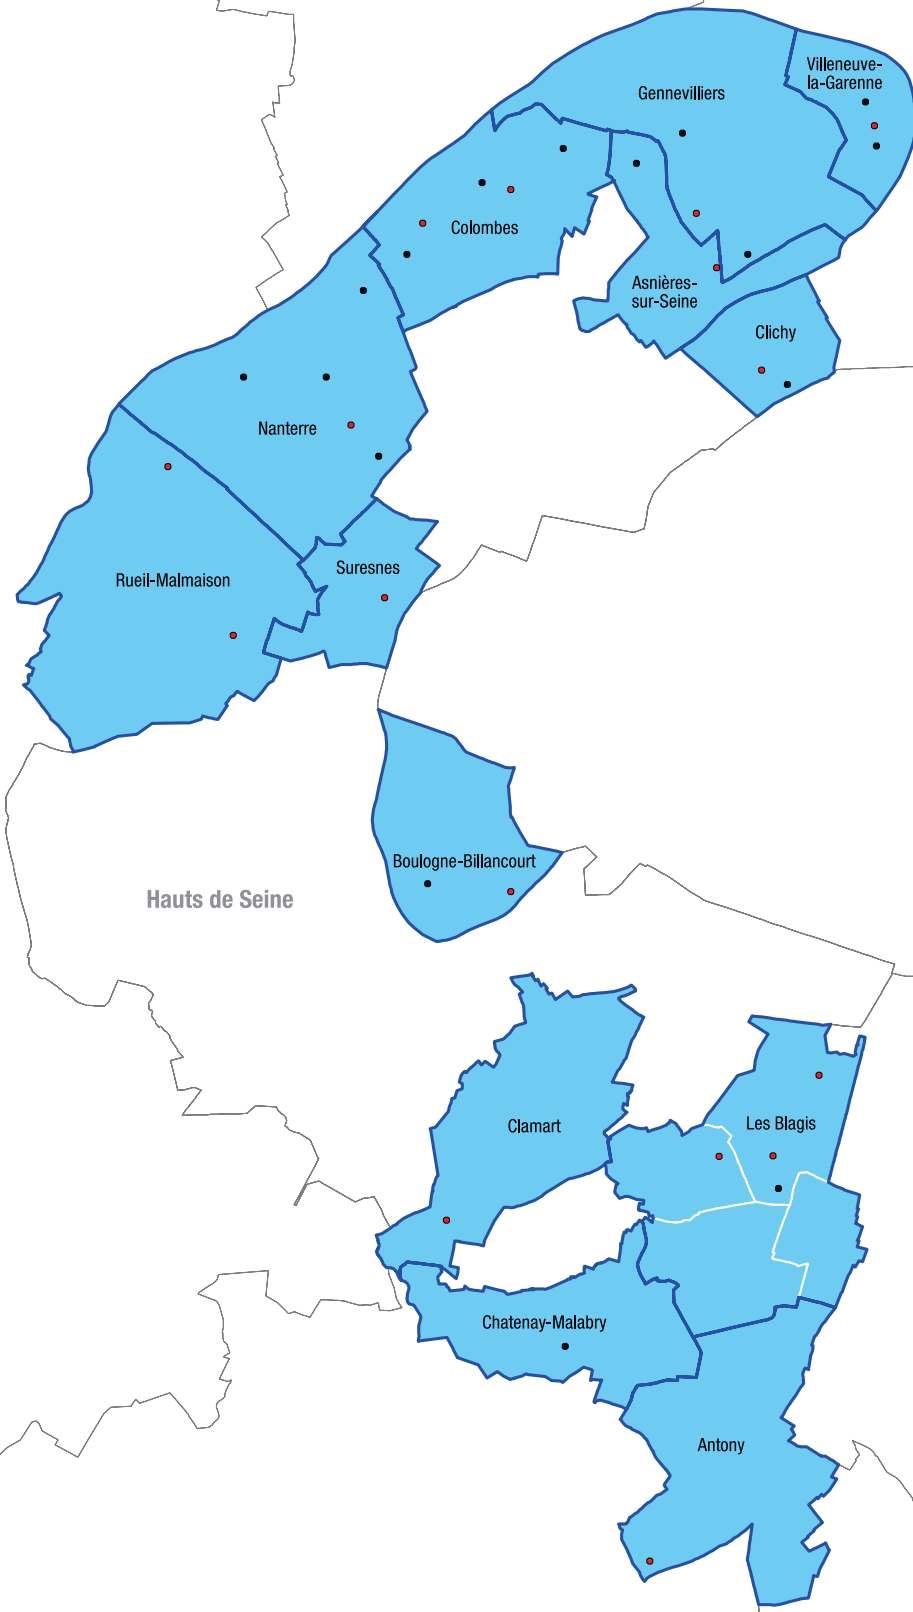 Villeneuve-
la-Garenne
Gennevilliers
Colombes
Asnières-
sur-Seine
Clichy
Nanterre
Suresnes
Rueil-Malmaison
Boulogne-Billancourt
Hauts de Seine
Clamart
Les Blagis
Chatenay-Malabry
Antony